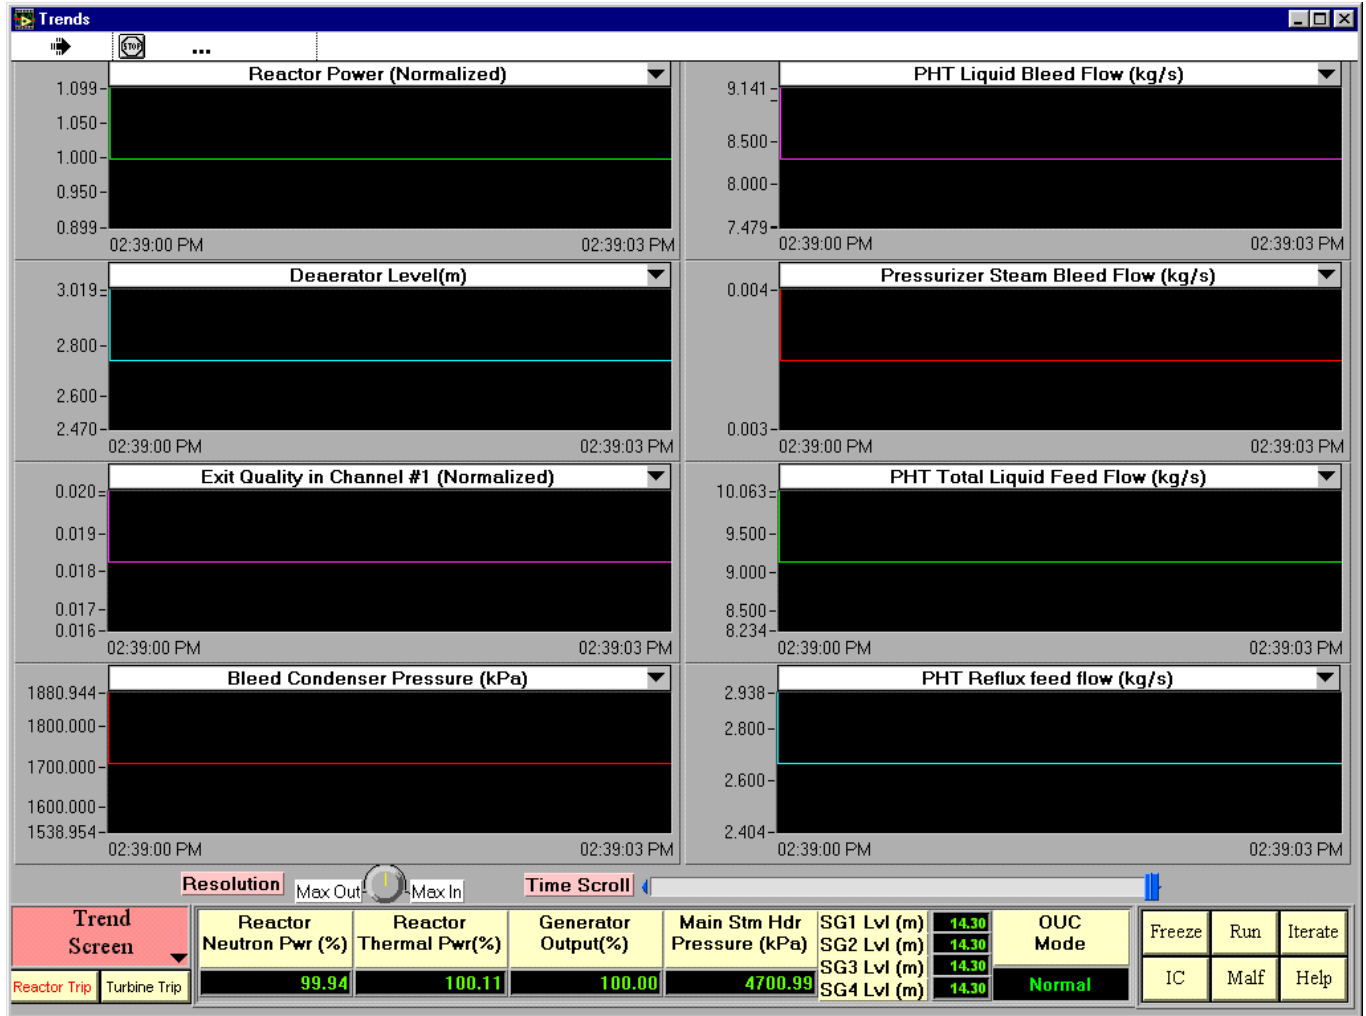 Trends
STOP ...
Reactor Power (Normalized)
1.099
1.050
1.000
0.950
0.899
02:39:00 PM 02:39:03 PM
PHT Liquid Bleed Flow (kg/s)
9.141
8.500
8.000
7.479
02:39:00 PM 02:39:03 PM
Deaerator Level(m)
3.019
2.800
2.600
2.470
02:39:00 PM 02:39:03 PM
Pressurizer Steam Bleed Flow (kg/s)
0.004
0.003
02:39:00 PM 02:39:03 PM
Exit Quality in Channel #1 (Normalized)
0.020
0.019
0.018
0.017
0.016
02:39:00 PM 02:39:03 PM
PHT Total Liquid Feed Flow (kg/s)
10.063
9.500
9.000
8.500
8.234
02:39:00 PM 02:39:03 PM
Bleed Condenser Pressure (kPa)
1880.944
1800.000
1700.000
1600.000
1538.954
02:39:00 PM 02:39:03 PM
PHT Reflux feed flow (kg/s)
2.938
2.800
2.600
2.404
02:39:00 PM 02:39:03 PM
Resolution Max Out Max In Time Scroll
Trend
Screen
Reactor Trip Turbine Trip
Reactor
Neutron Pwr (%)
99.94
Reactor
Thermal Pwr(%)
100.11
Generator
Output(%)
100.00
Main Stm Hdr
Pressure (kPa)
4700.99
SG1 Lvl (m) 14.30
SG2 Lvl (m) 14.30
SG3 Lvl (m) 14.30
SG4 Lvl (m) 14.30
OUC
Mode
Normal
Freeze Run Iterate
IC Malf Help